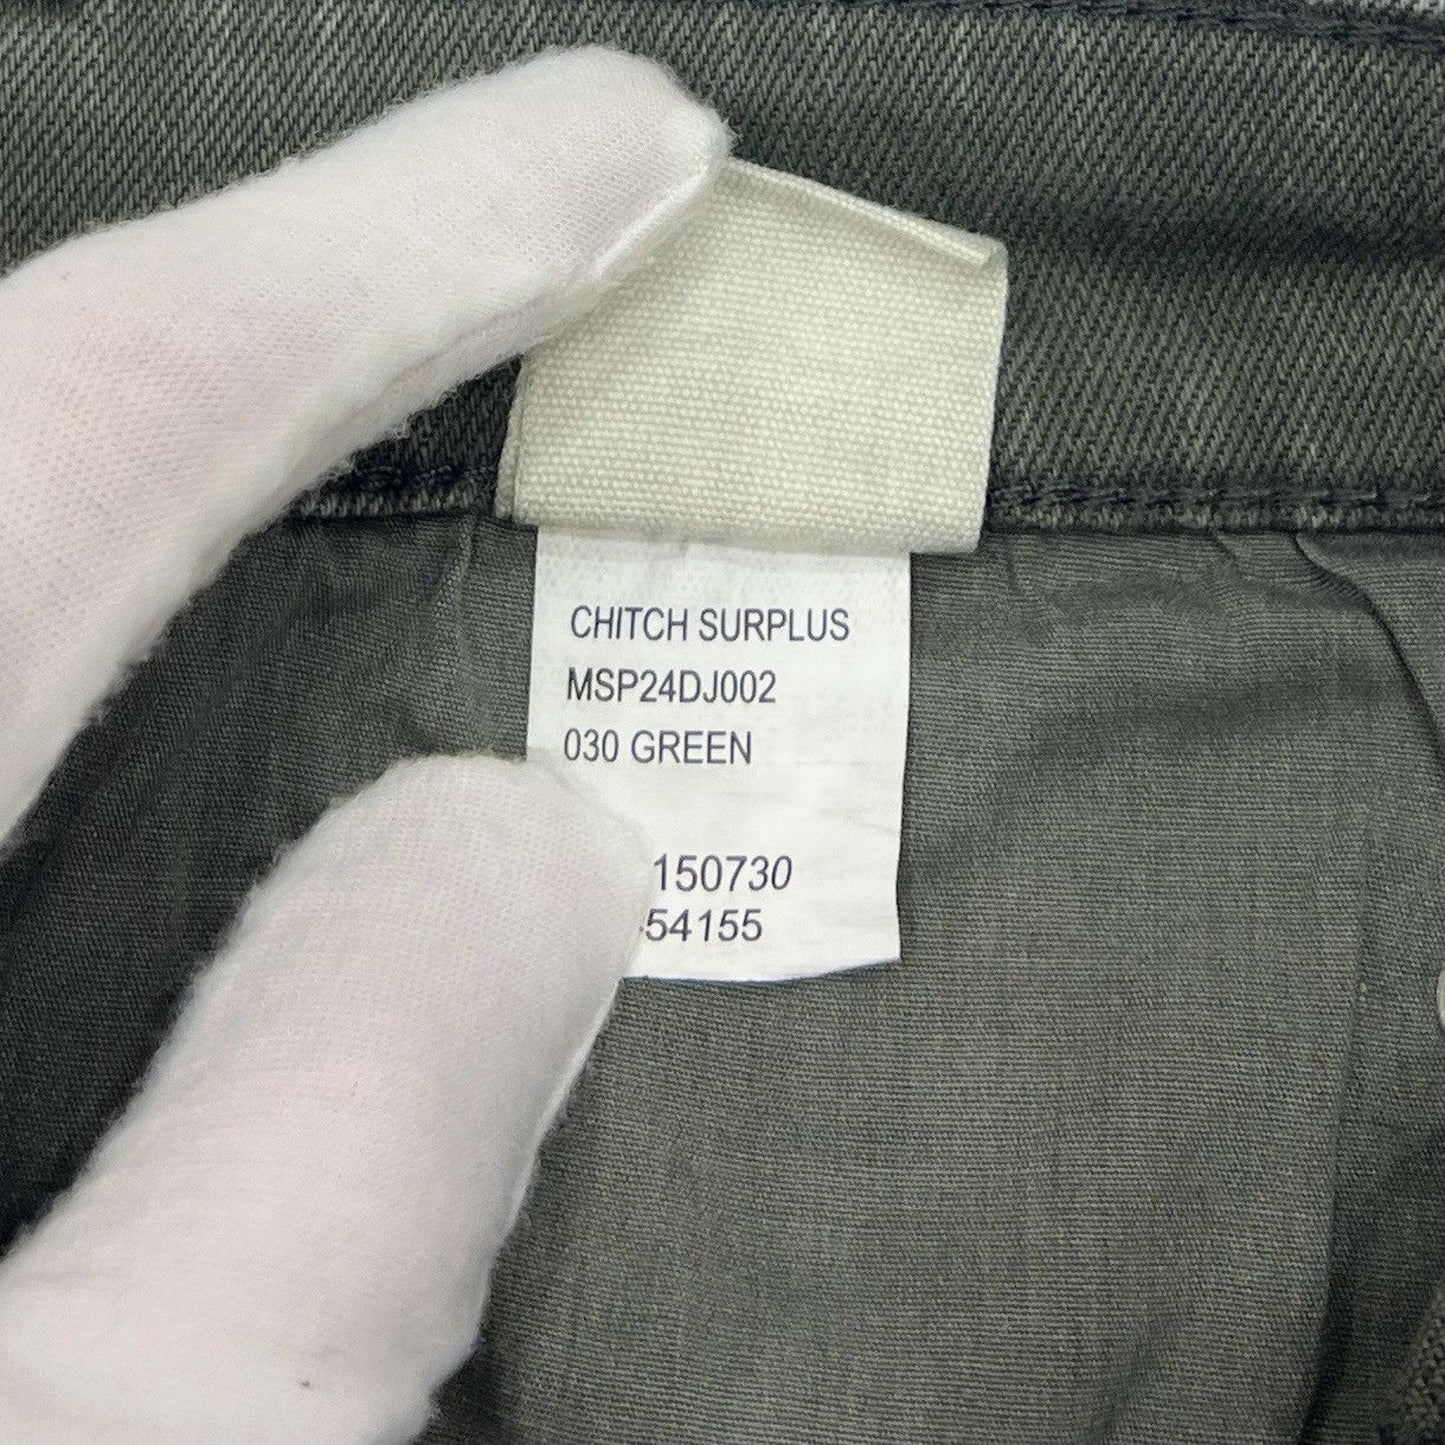 CHITCH SURPLUS
MSP24DJ002
030 GREEN
150730
54155